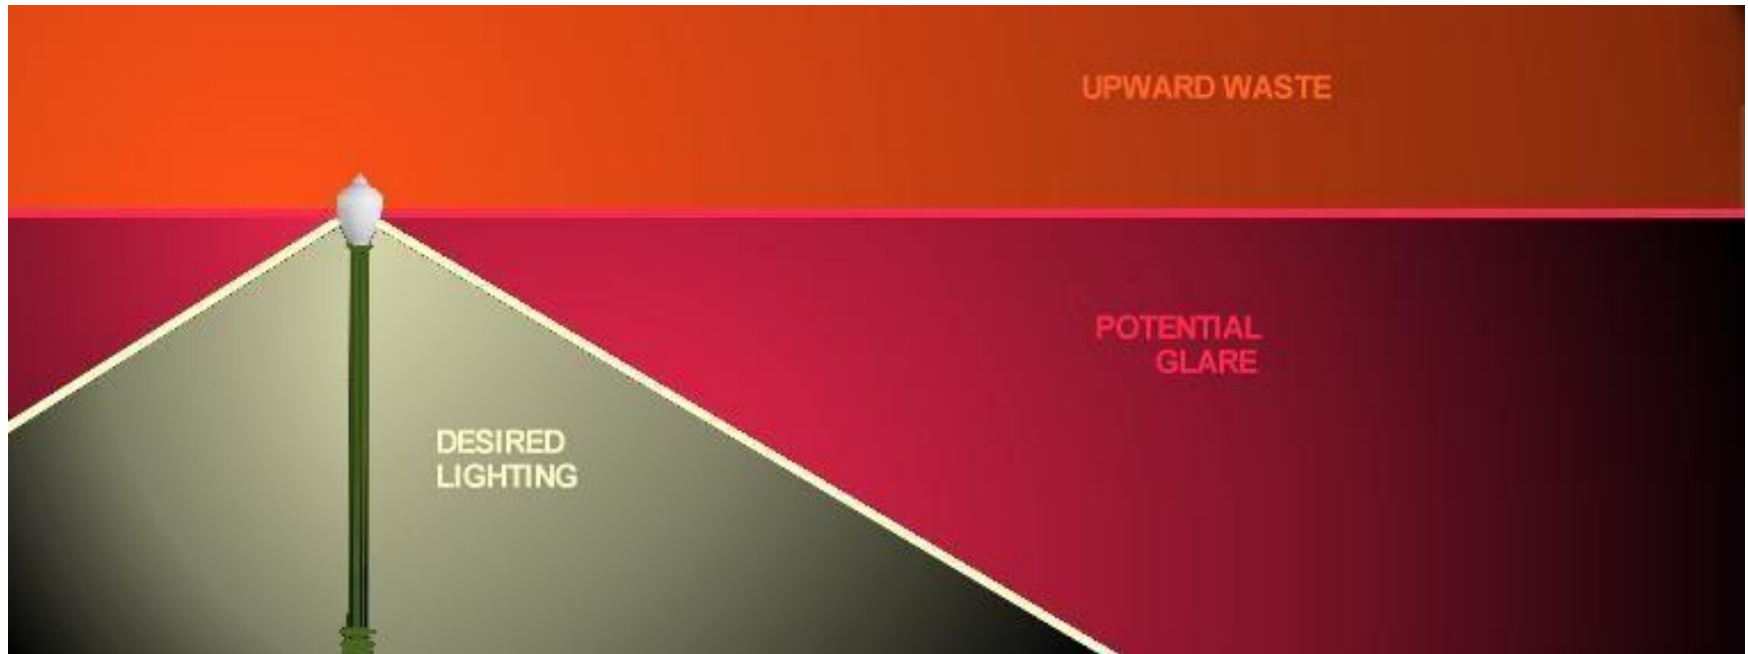 UPWARD WASTE
POTENTIAL
GLARE
DESIRED
LIGHTING